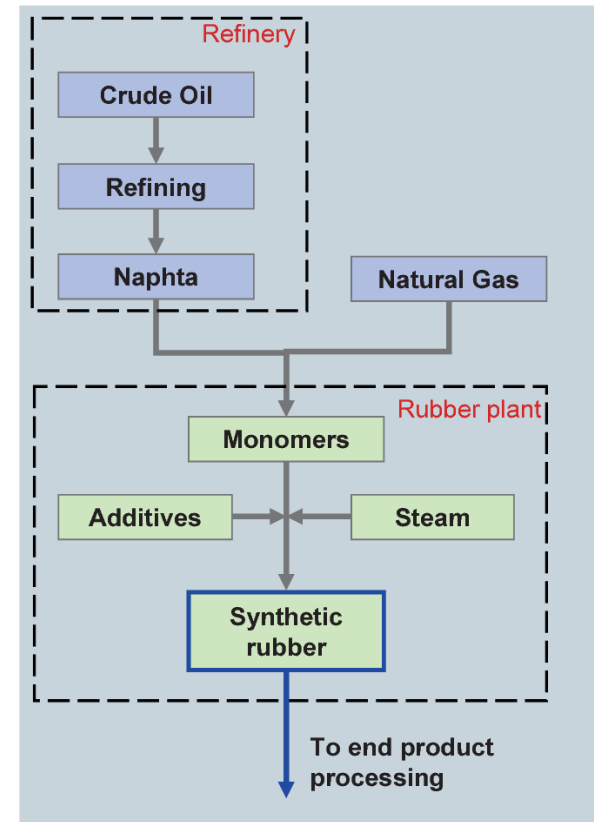 Refinery
Crude Oil
Refining
Naphta
Natural Gas
Rubber plant
Monomers
Additives
Steam
Synthetic
rubber
To end product
processing